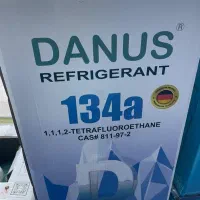 DANUS®
REFRIGERANT
134a
1,1,1,2-TETRAFLUOROETHANE
CAS# 811-97-2
D